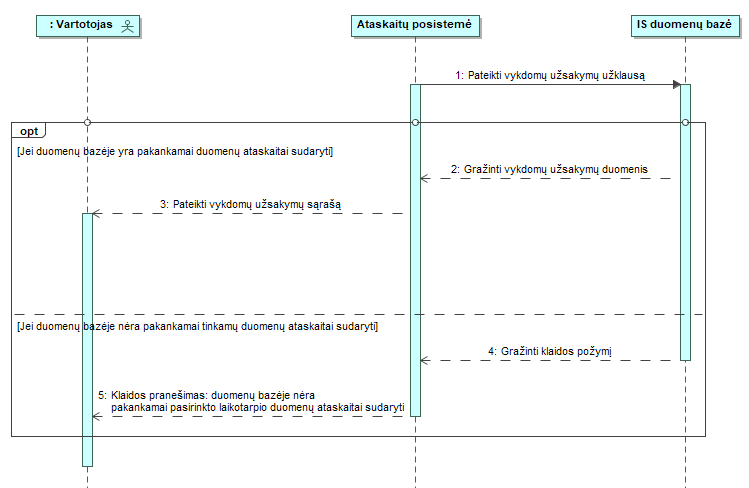 : Vartotojas
Ataskaitų posistemė
IS duomenų bazė
1: Pateikti vykdomų užsakymų užklausą
opt
[Jei duomenų bazėje yra pakankamai duomenų ataskaitai sudaryti]
2: Gražinti vykdomų užsakymų duomenis
3: Pateikti vykdomų užsakymų sąrašą
[Jei duomenų bazėje nėra pakankamai tinkamų duomenų ataskaitai sudaryti]
4: Gražinti klaidos požymį
5: Klaidos pranešimas: duomenų bazėje nėra
pakankamai pasirinkto laikotarpio duomenų ataskaitai sudaryti